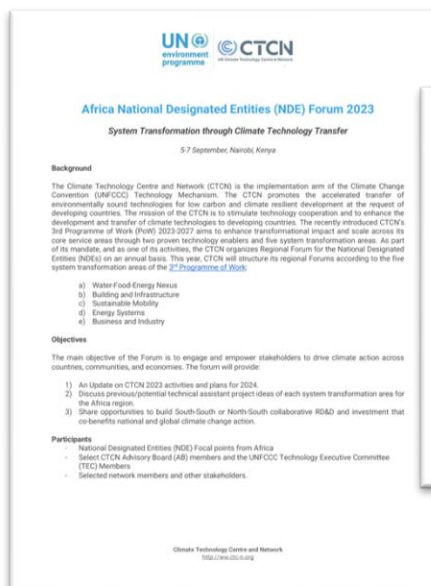 UN
environment
programme
CTCN
UN Climate Technology Centre & Network
Africa National Designated Entities (NDE) Forum 2023
System Transformation through Climate Technology Transfer
5-7 September, Nairobi, Kenya
Background
The Climate Technology Centre and Network (CTCN) is the implementation arm of the Climate Change
Convention (UNFCCC) Technology Mechanism. The CTCN promotes the accelerated transfer of
environmentally sound technologies for low carbon and climate resilient development at the request of
developing countries. The mission of the CTCN is to stimulate technology cooperation and to enhance the
development and transfer of climate technologies to developing countries. The recently introduced CTCN's
3rd Programme of Work (PoW) 2023-2027 aims to enhance transformational impact and scale across its
core service areas through two proven technology enablers and five system transformation areas. As part
of its mandate, and as one of its activities, the CTCN organizes Regional Forum for the National Designated
Entities (NDEs) on an annual basis. This year, CTCN will structure its regional Forums according to the five
system transformation areas of the 3rd Programme of Work:
a) Water-Food-Energy Nexus
b) Building and Infrastructure
c) Sustainable Mobility
d) Energy Systems
e) Business and Industry
Objectives
The main objective of the Forum is to engage and empower stakeholders to drive climate action across
countries, communities, and economies. The forum will provide:
1) An Update on CTCN 2023 activities and plans for 2024.
2) Discuss previous/potential technical assistant project ideas of each system transformation area for
the Africa region.
3) Share opportunities to build South-South or North-South collaborative RD&D and investment that
co-benefits national and global climate change action.
Participants
- National Designated Entities (NDE) Focal points from Africa
- Select CTCN Advisory Board (AB) members and the UNFCCC Technology Executive Committee
(TEC) Members
- Selected network members and other stakeholders.
Climate Technology Centre and Network
http://ww.ctc-n.org